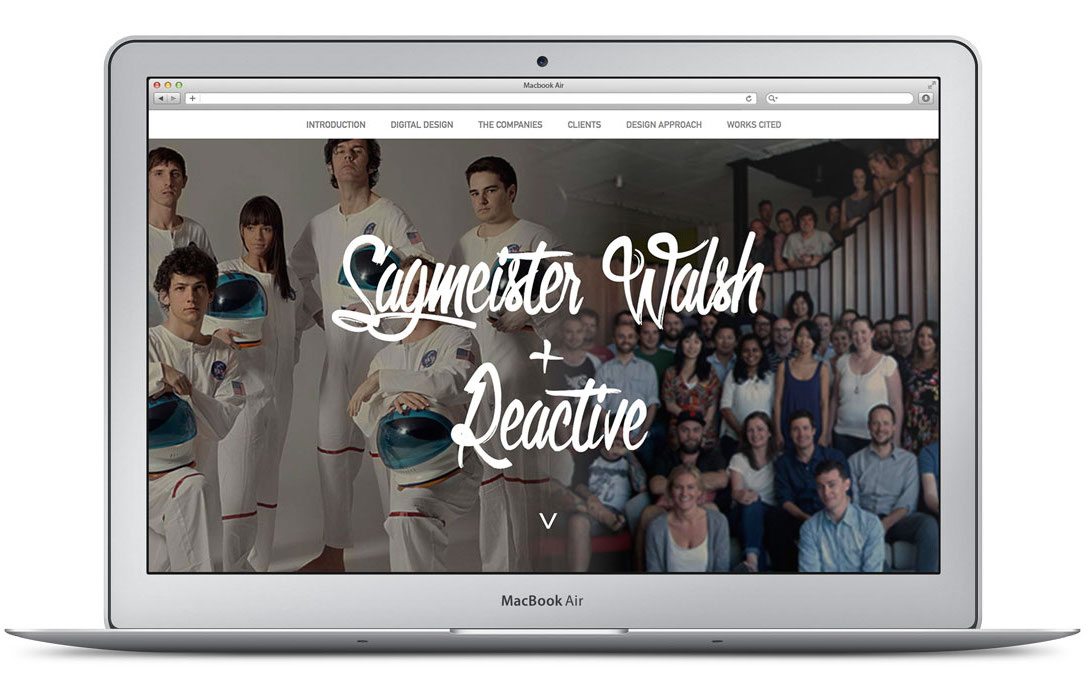 Macbook Air
INTRODUCTION DIGITAL DESIGN THE COMPANIES CLIENTS DESIGN APPROACH WORKS CITED
Sagmeister Walsh
+
Reactive
MacBook Air